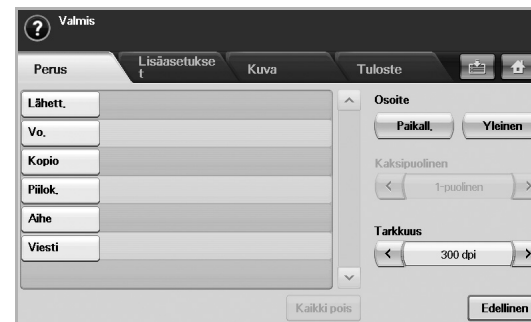 ?
Valmis
Perus
Lisäasetukse
t
Kuva
Tuloste
Lähett.
Vo.
Kopio
Piilok.
Aihe
Viesti
Kaikki pois
Osoite
Paikall.
Yleinen
Kaksipuolinen
1-puolinen
Tarkkuus
300 dpi
Edellinen